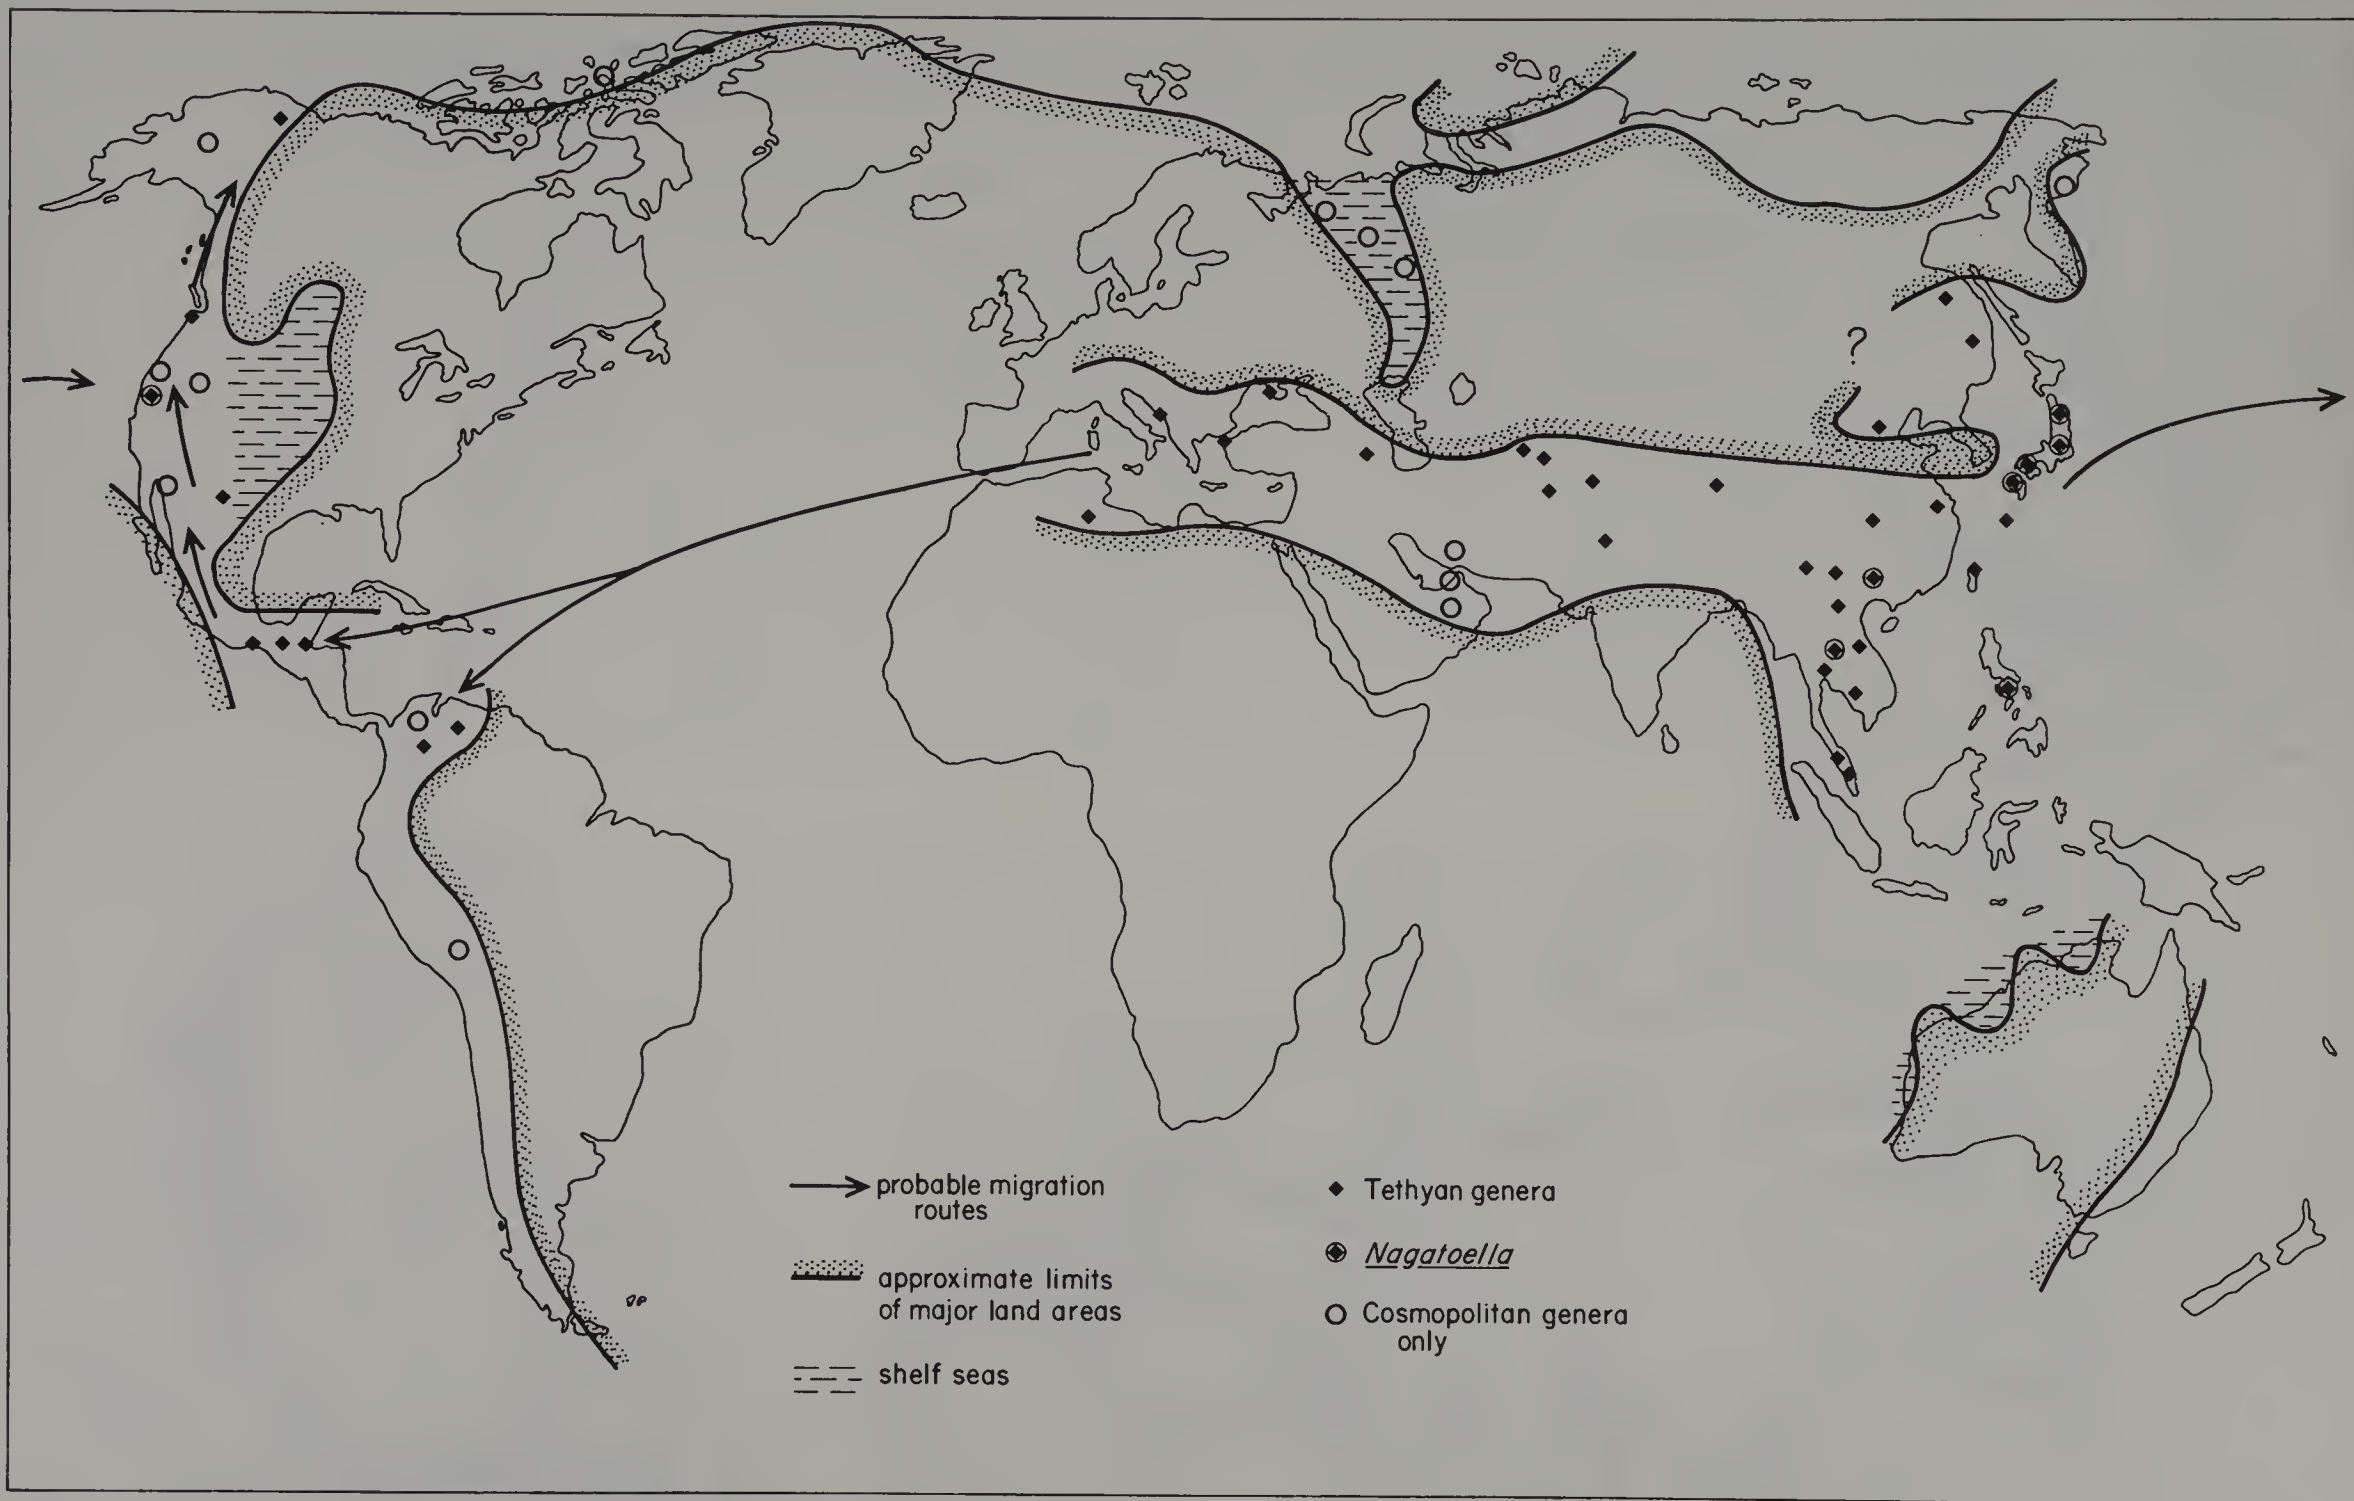 ?
probable migration
routes
approximate limits
of major land areas
shelf seas
Tethyan genera
Nagatoella
Cosmopolitan genera
only